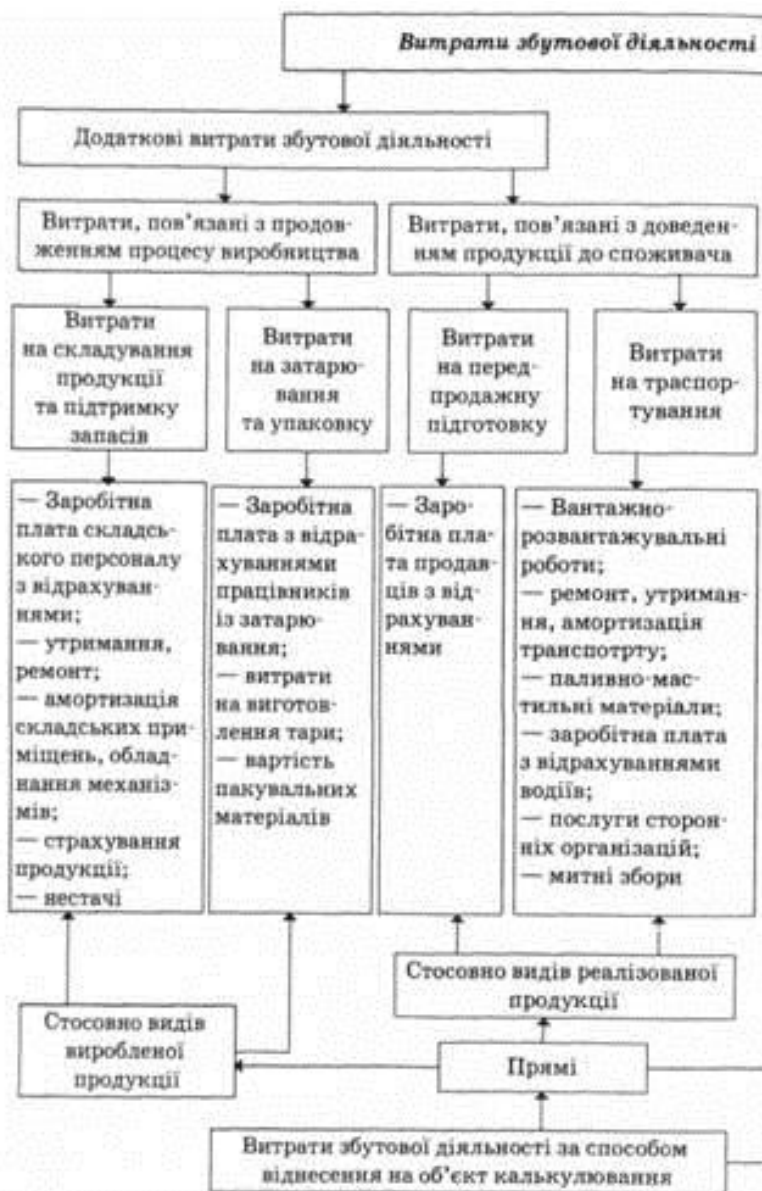 Витрати збутової діяльності
Додаткові витрати збутової діяльності
Витрати, пов’язані з продов-
женням процесу виробництва
Витрати, пов’язані з доведен-
ням продукції до споживача
Витрати
на складування
продукції
та підтримку
запасів
Витрати
на затарю-
вання
та упаковку
Витрати
на перед-
продажну
підготовку
Витрати
на траспор-
тування
— Заробітна
плата складсь-
кого персоналу
з відрахуван-
нями;
— утримання,
ремонт;
— амортизація
складських при-
міщень, облад-
нання механіз-
мів;
— страхування
продукції;
— нестачі
— Заробітна
плата з відра-
хуваннями
працівників
із затарю-
вання;
— витрати
на виготов-
лення тари;
— вартість
пакувальних
матеріалів
— Заро-
бітна пла-
та продав-
ців з від-
рахуван-
нями
— Вантажно-
розвантажувальні
роботи;
— ремонт, утриман-
ня, амортизація
транспотрту;
— паливно-мас-
тильні матеріали;
— заробітна плата
з відрахуваннями
водіїв;
— послуги сторон-
ніх організацій;
— митні збори
Стосовно видів реалізованої
продукції
Стосовно видів
виробленої
продукції
Прямі
Витрати збутової діяльності за способом
віднесення на об’єкт калькулювання